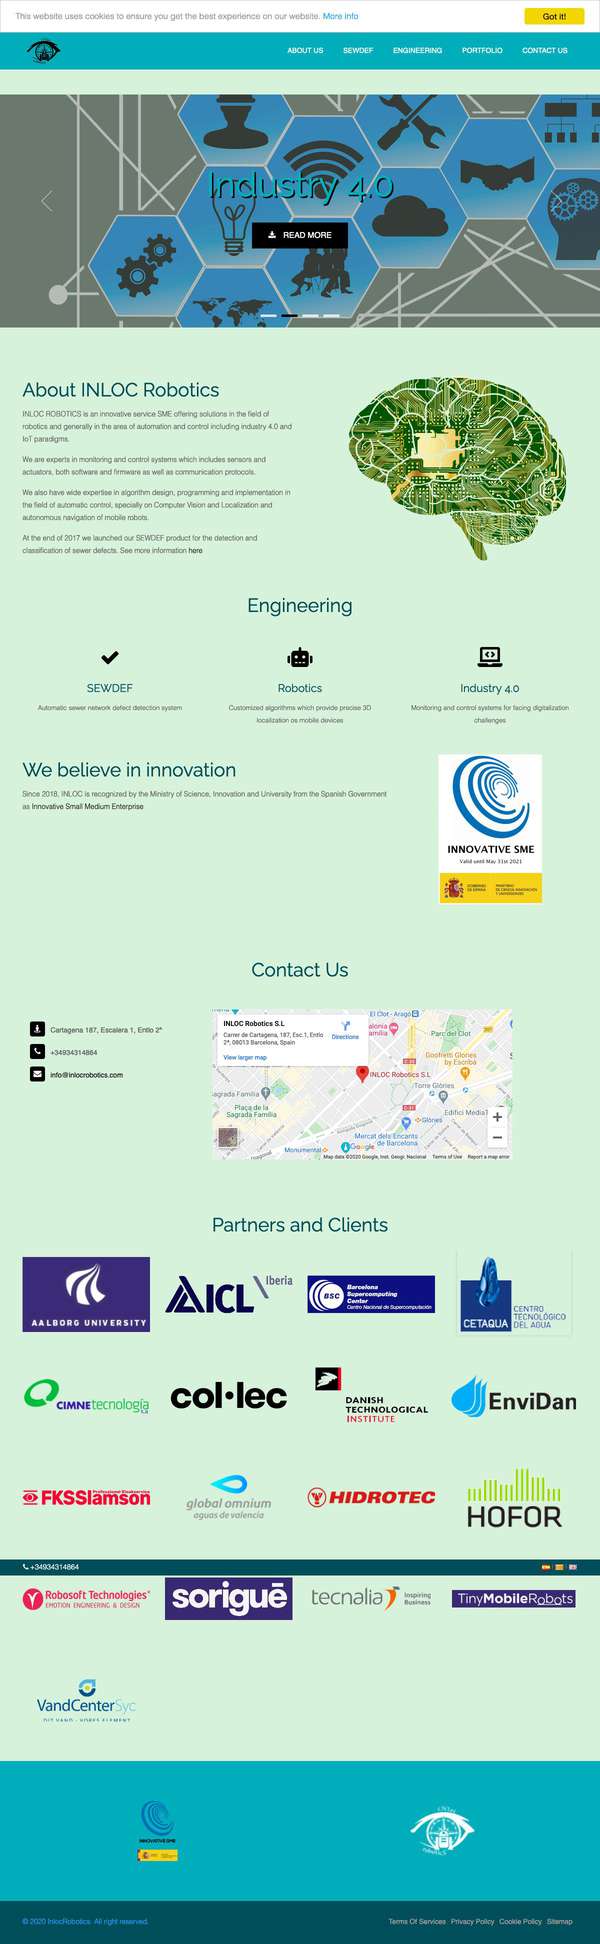 This website uses cookies to ensure you get the best experience on our website. More info
Got it!
ABOUT US SEWDEF ENGINEERING PORTFOLIO CONTACT US
Industry 4.0
READ MORE
About INLOC Robotics
INLOC ROBOTICS is an innovative service SME offering solutions in the field of
robotics and generally in the area of automation and control including industry 4.0 and
IoT paradigms.
We are experts in monitoring and control systems which includes sensors and
actuators, both software and firmware as well as communication protocols.
We also have wide expertise in algorithm design, programming and implementation in
the field of automatic control, specially on Computer Vision and Localization and
autonomous navigation of mobile robots.
At the end of 2017 we launched our SEWDEF product for the detection and
classification of sewer defects. See more information here
Engineering
SEWDEF
Automatic sewer network defect detection system
Robotics
Customized algorithms which provide precise 3D
localization os mobile devices
Industry 4.0
Monitoring and control systems for facing digitalization
challenges
We believe in innovation
Since 2018, INLOC is recognized by the Ministry of Science, Innovation and University from the Spanish Government
as Innovative Small Medium Enterprise
INNOVATIVE SME
Valid until May 31st 2021
GOBIERNO
DE ESPAÑA
MINISTERIO
DE CIENCIA, INNOVACIÓN
Y UNIVERSIDADES
Contact Us
Cartagena 187, Escalera 1, Entlo 2ª
+34934314864
info@inlocrobotics.com
INLOC Robotics S.L
Carrer de Cartagena, 187, Esc.1, Entlo
2ª, 08013 Barcelona, Spain
Directions
View larger map
El Clot - Aragó
Parc del Clot
Goofretti Glories
by Escribà
INLOC Robotics S.L
Torre Glòries
Sagrada Família
Plaça de la
Sagrada Família
Glòries
Edifici Media
Mercat dels Encants
de Barcelona
Monumental
Google
Map data ©2020 Google, Inst. Geogr. Nacional Terms of Use Report a map error
Partners and Clients
AALBORG UNIVERSITY
AICL Iberia
BSC
Barcelona
Supercomputing
Center
Centro Nacional de Supercomputación
CETAQUA
CENTRO
TECNOLÓGICO
DEL AGUA
CIMNE tecnología
col·lec
DANISH
TECHNOLOGICAL
INSTITUTE
EnviDan
FKSSlamson
global omnium
aguas de valencia
HIDROTEC
HOFOR
+34934314864
Robosoft Technologies
EMOTION ENGINEERING & DESIGN
sorigué
tecnalia
Inspiring
Business
TinyMobileRobots
VandCenterSyc
DIT VAND - VORES ELEMENT
INNOVATIVE SME
© 2020 InlocRobotics. All right reserved.
Terms Of Services Privacy Policy Cookie Policy Sitemap